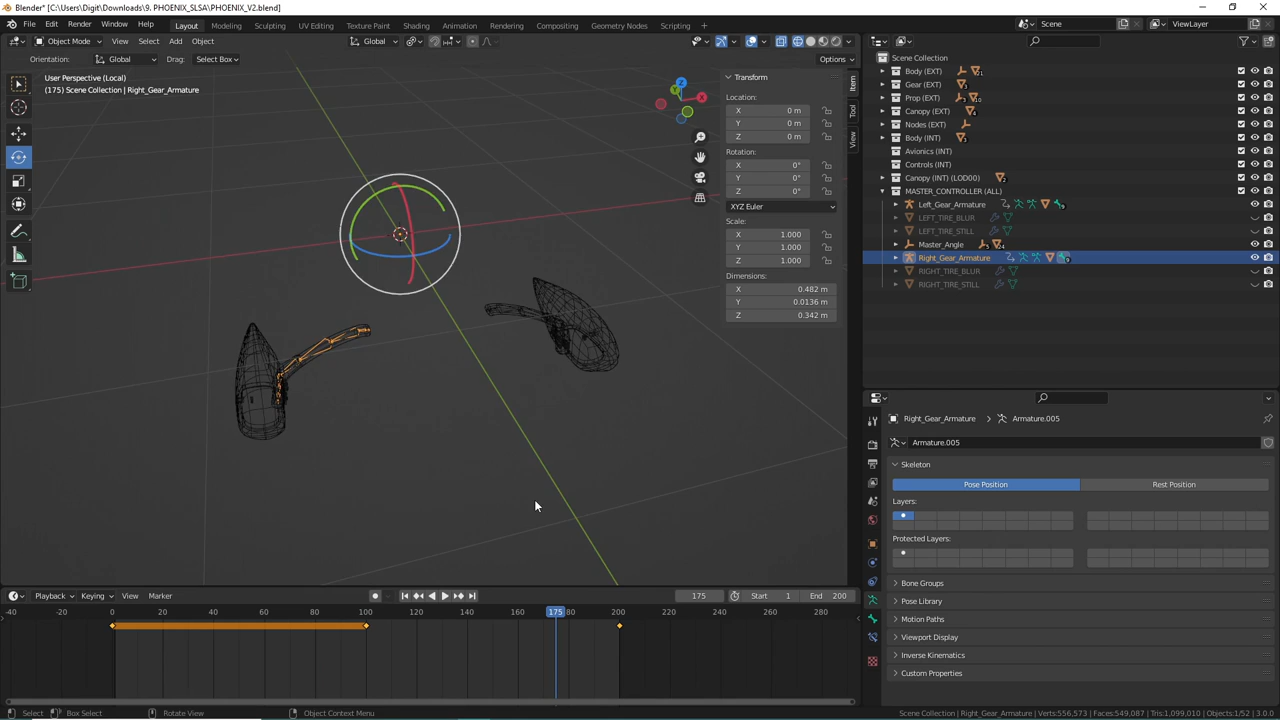 Blender* [C:\Users\Digit\Downloads\9. PHOENIX_SLSA\PHOENIX_V2.blend]
File Edit Render Window Help Layout Modeling Sculpting UV Editing Texture Paint Shading Animation Rendering Compositing Geometry Nodes Scripting + Scene ViewLayer
Object Mode View Select Add Object Global
Orientation: Global Drag: Select Box Options
User Perspective (Local)
(175) Scene Collection | Right_Gear_Armature
X
Y
Z
Transform
Location:
X 0 m
Y 0 m
Z 0 m
Rotation:
X 0°
Y 0°
Z 0°
XYZ Euler
Scale:
X 1.000
Y 1.000
Z 1.000
Dimensions:
X 0.482 m
Y 0.0136 m
Z 0.342 m
Item
Tool
View
Scene Collection
Body (EXT)
Gear (EXT)
Prop (EXT)
Canopy (EXT)
Nodes (EXT)
Body (INT)
Avionics (INT)
Controls (INT)
Canopy (INT) (LOD00)
MASTER_CONTROLLER (ALL)
Left_Gear_Armature
LEFT_TIRE_BLUR
LEFT_TIRE_STILL
Master_Angle
Right_Gear_Armature
RIGHT_TIRE_BLUR
RIGHT_TIRE_STILL
Right_Gear_Armature > Armature.005
Armature.005
Skeleton
Pose Position Rest Position
Layers:
Protected Layers:
Bone Groups
Pose Library
Motion Paths
Viewport Display
Inverse Kinematics
Custom Properties
Playback Keying View Marker 175 Start 1 End 200
-40 -20 0 20 40 60 80 100 120 140 160 175 80 200 220 240 260 280
Select Box Select Rotate View Object Context Menu Scene Collection | Right_Gear_Armature | Verts:556,573 | Faces:549,087 | Tris:1,099,010 | Objects:1/52 | 3.0.0